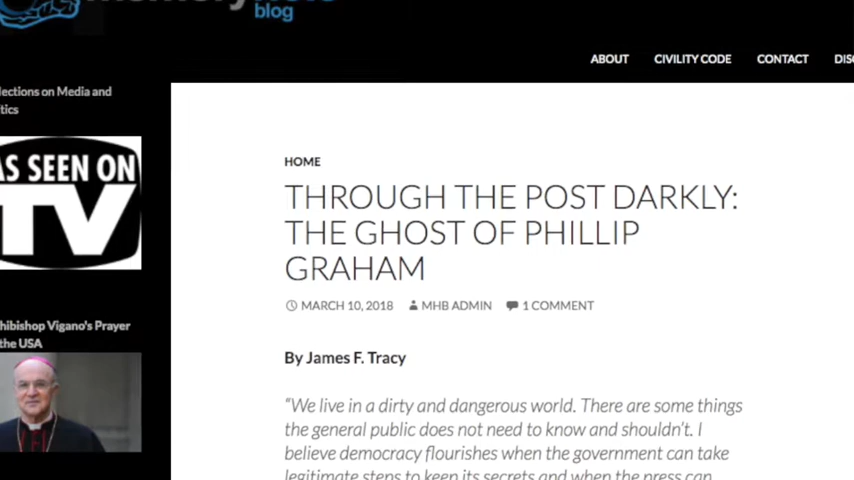 blog
ABOUT CIVILITY CODE CONTACT
lections on Media and
tics
AS SEEN ON
TV
HOME
THROUGH THE POST DARKLY:
THE GHOST OF PHILLIP
GRAHAM
MARCH 10, 2018 MHB ADMIN 1 COMMENT
hibishop Vigano's Prayer
the USA
By James F. Tracy
“We live in a dirty and dangerous world. There are some things
the general public does not need to know and shouldn't. I
believe democracy flourishes when the government can take
legitimate steps to keep its secrets and when the press can